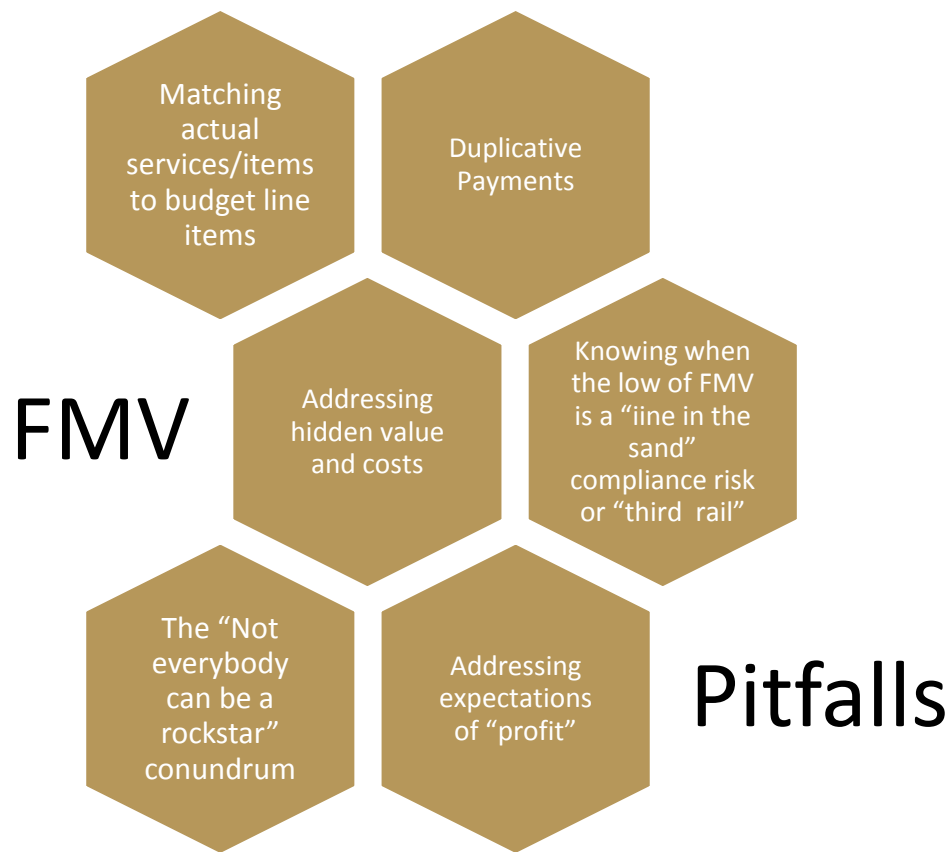 Matching
actual
services/items
to budget line
items
Duplicative
Payments
FMV
Addressing
hidden value
and costs
Knowing when
the low of FMV
is a “iine in the
sand”
compliance risk
or “third  rail”
The “Not
everybody
can be a
rockstar”
conundrum
Addressing
expectations
of “profit”
Pitfalls